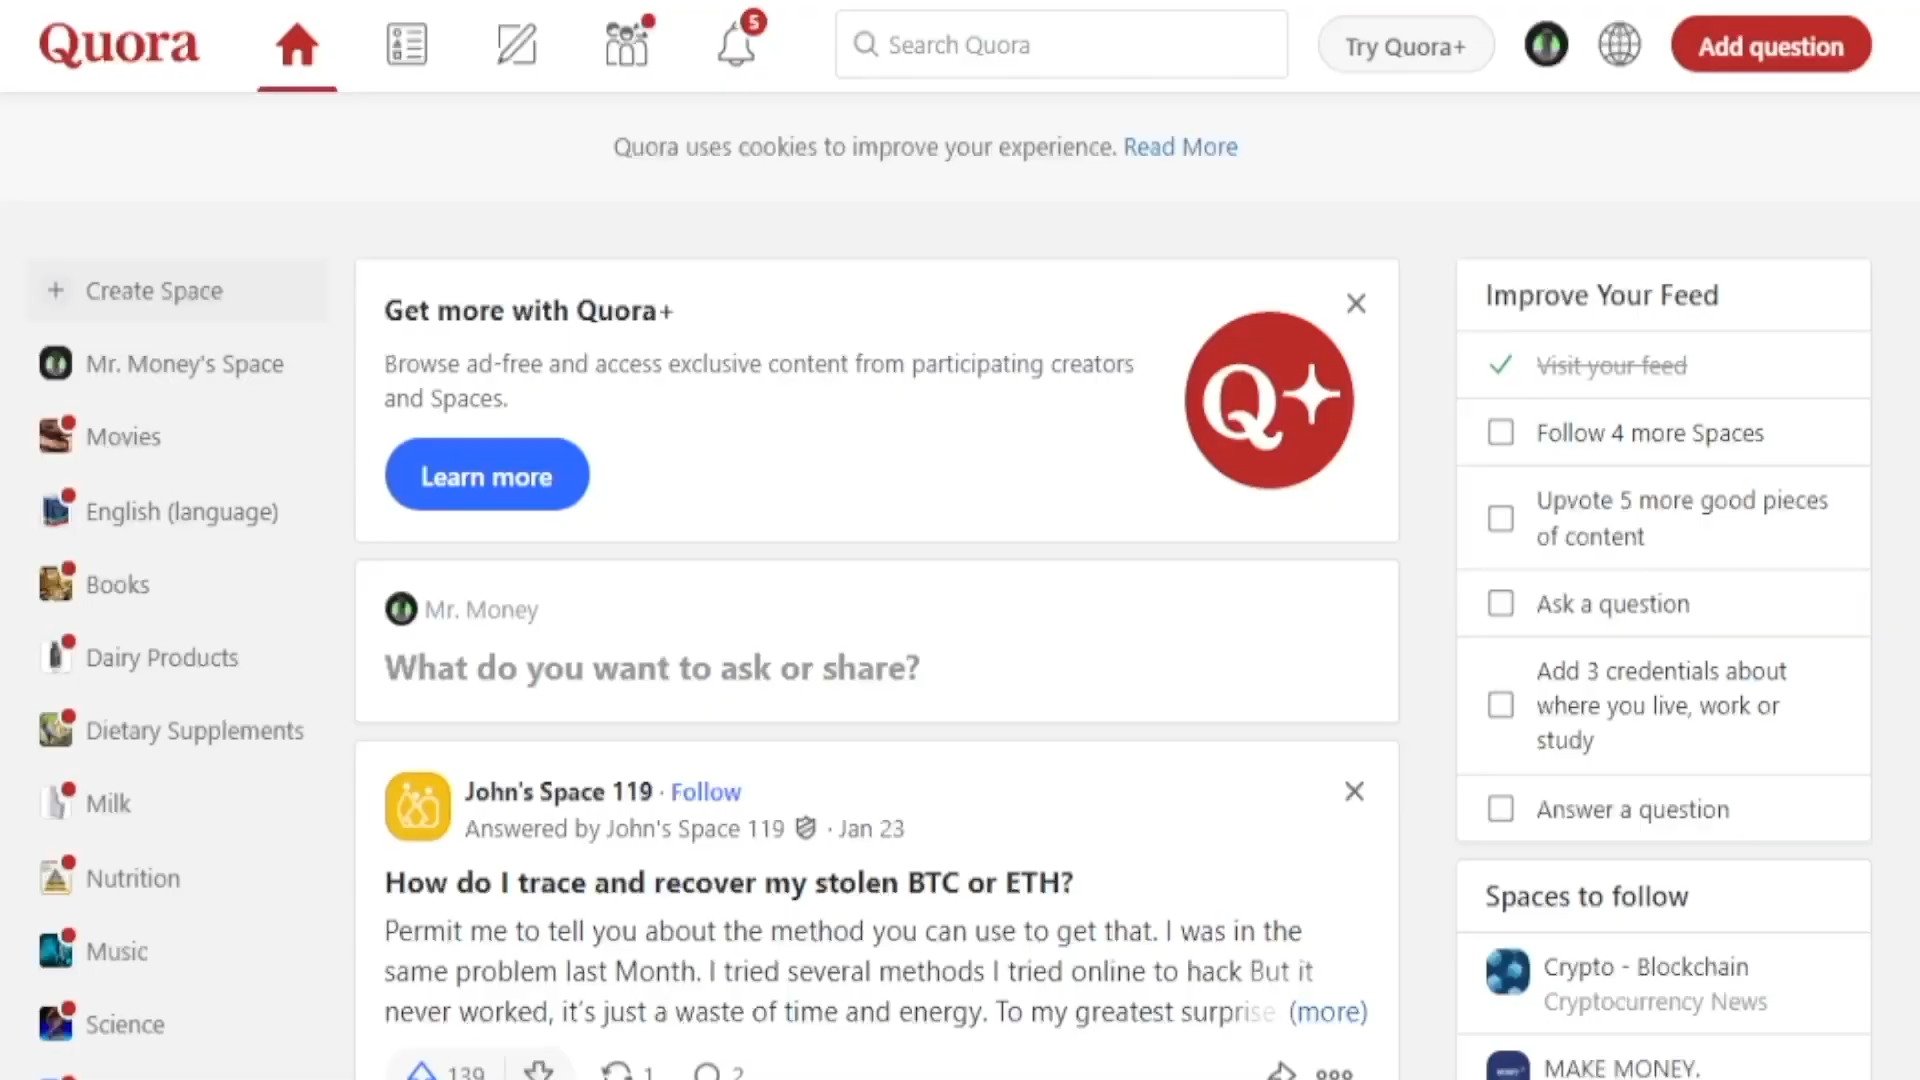 Quora
5
Search Quora
Try Quora+
Add question
Quora uses cookies to improve your experience. Read More
+ Create Space
Mr. Money's Space
Movies
English (language)
Books
Dairy Products
Dietary Supplements
Milk
Nutrition
Music
Science
Get more with Quora+
Browse ad-free and access exclusive content from participating creators
and Spaces.
Learn more
Q
Mr. Money
What do you want to ask or share?
John's Space 119 · Follow
Answered by John's Space 119 · Jan 23
How do I trace and recover my stolen BTC or ETH?
Permit me to tell you about the method you can use to get that. I was in the
same problem last Month. I tried several methods I tried online to hack But it
never worked, it's just a waste of time and energy. To my greatest surprise (more)
139
1
2
Improve Your Feed
Visit your feed
Follow 4 more Spaces
Upvote 5 more good pieces
of content
Ask a question
Add 3 credentials about
where you live, work or
study
Answer a question
Spaces to follow
Crypto - Blockchain
Cryptocurrency News
MAKE MONEY.